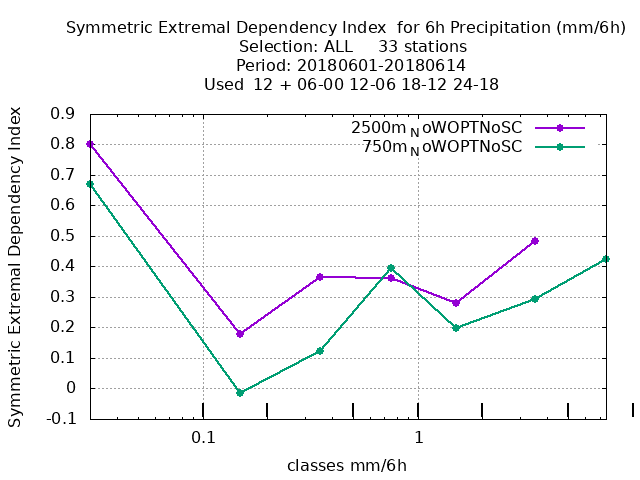 Symmetric Extremal Dependency Index  for 6h Precipitation (mm/6h)
Selection: ALL     33 stations
Period: 20180601-20180614
Used  12 + 06-00 12-06 18-12 24-18
Symmetric Extremal Dependency Index
0.9
0.8
0.7
0.6
0.5
0.4
0.3
0.2
0.1
0
-0.1
2500mNoWOPTNoSC
750mNoWOPTNoSC
0.1
1
classes mm/6h